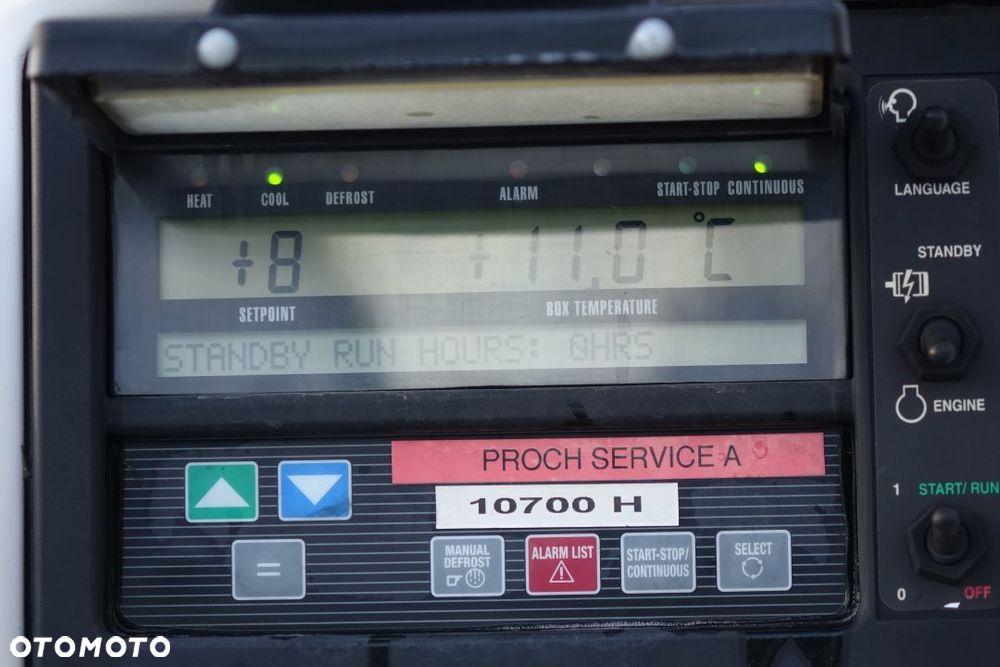 HEAT COOL DEFROST ALARM START-STOP CONTINUOUS
+8 +11.0 °C
SETPOINT BOX TEMPERATURE
STANDBY RUN HOURS: 0HRS
PROCH SERVICE A
10700 H
=
MANUAL DEFROST
ALARM LIST
START-STOP/
CONTINUOUS
SELECT
LANGUAGE
STANDBY
ENGINE
1 START/RUN
0 OFF
OTOMOTO